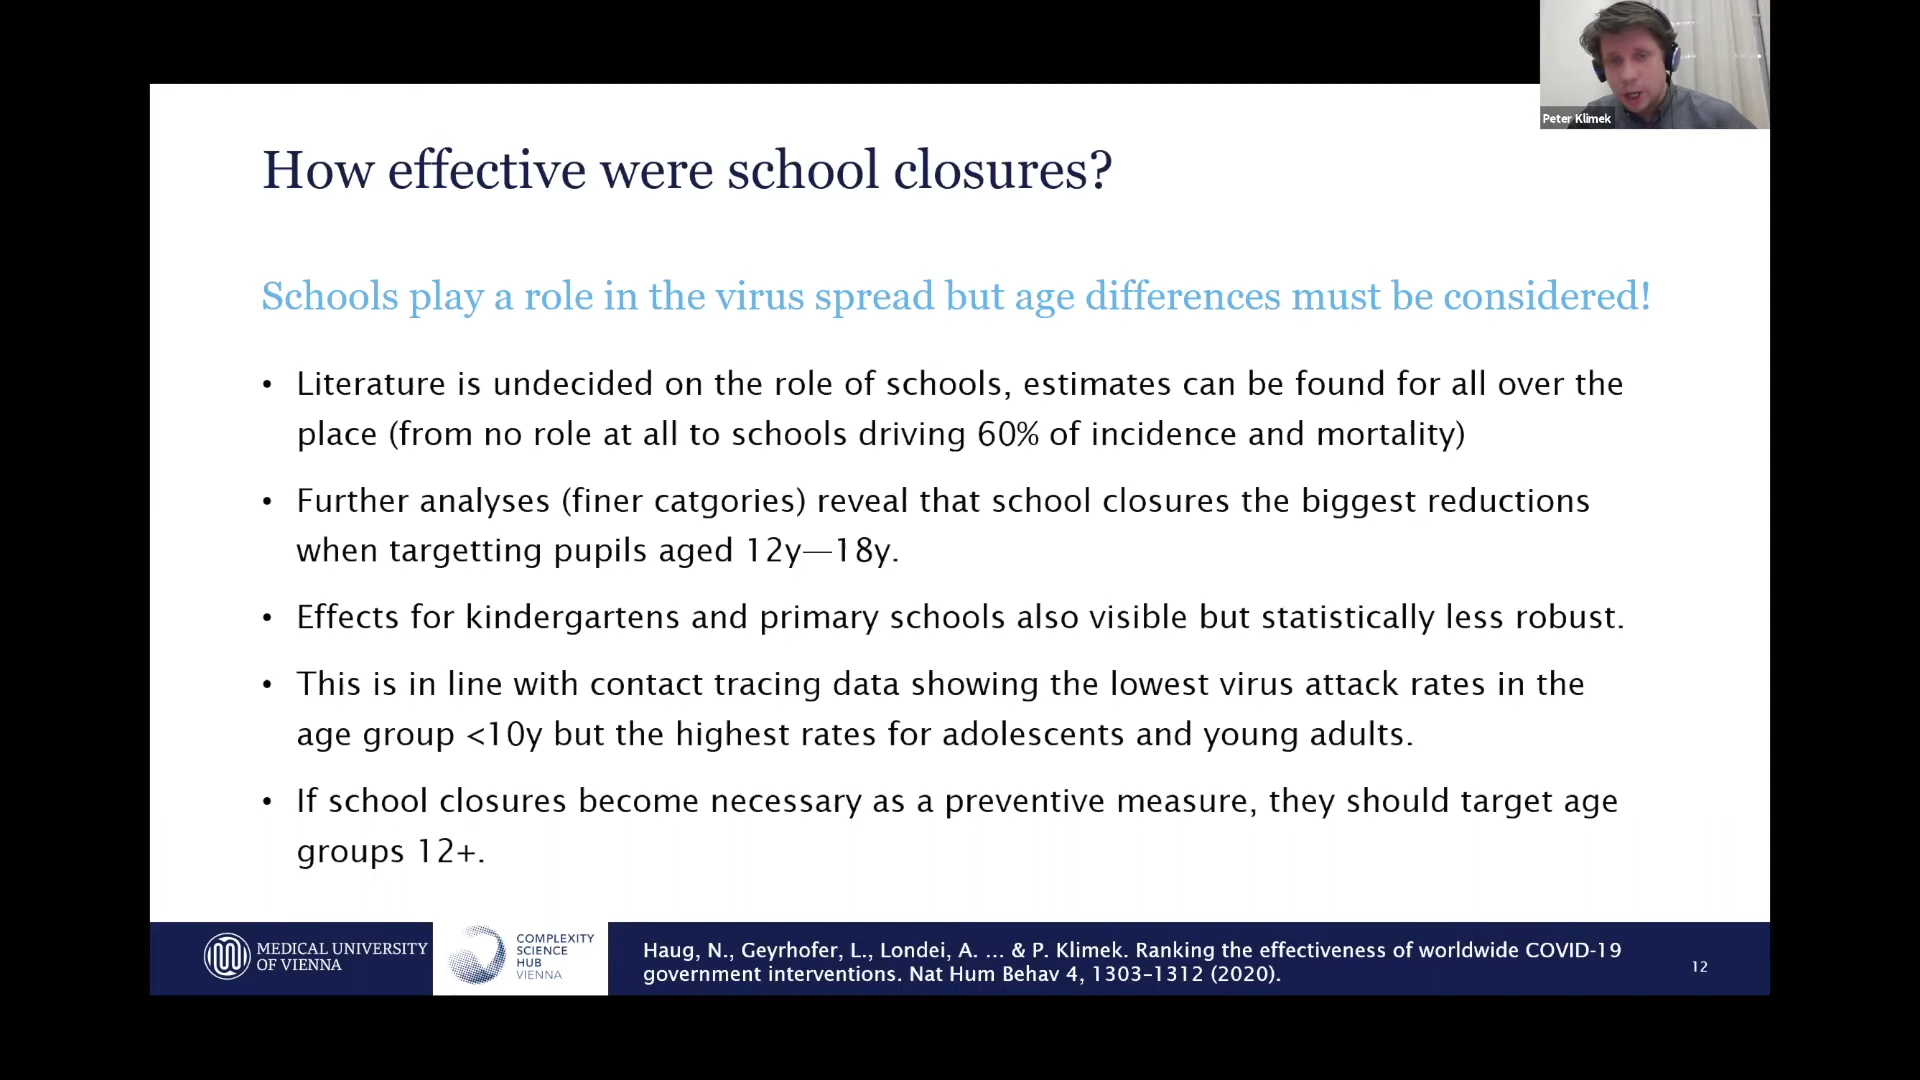 Peter Klimek
How effective were school closures?
Schools play a role in the virus spread but age differences must be considered!
• Literature is undecided on the role of schools, estimates can be found for all over the
place (from no role at all to schools driving 60% of incidence and mortality)
• Further analyses (finer catgories) reveal that school closures the biggest reductions
when targetting pupils aged 12y—18y.
• Effects for kindergartens and primary schools also visible but statistically less robust.
• This is in line with contact tracing data showing the lowest virus attack rates in the
age group <10y but the highest rates for adolescents and young adults.
• If school closures become necessary as a preventive measure, they should target age
groups 12+.
MEDICAL UNIVERSITY
OF VIENNA
COMPLEXITY
SCIENCE
HUB
VIENNA
Haug, N., Geyrhofer, L., Londei, A. ... & P. Klimek. Ranking the effectiveness of worldwide COVID-19
government interventions. Nat Hum Behav 4, 1303–1312 (2020).
12